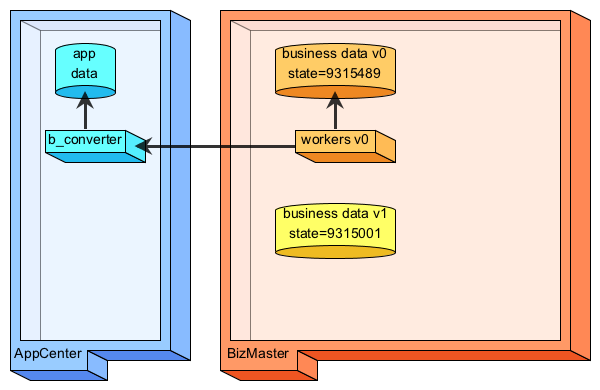 app
data
b_converter
AppCenter
business data v0
state=9315489
workers v0
business data v1
state=9315001
BizMaster